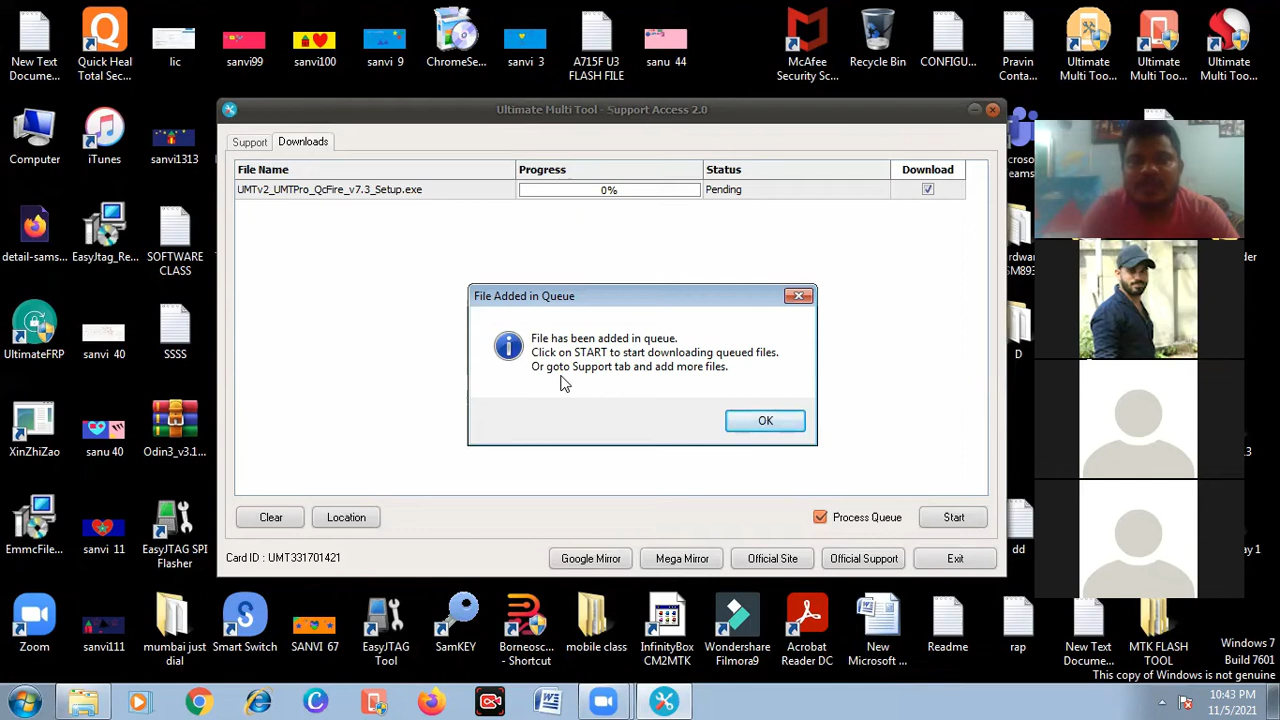 New Text
Docume...
Quick Heal
Total Sec...
lic
sanvi99
sanvi100
sanvi 9
ChromeSe...
sanvi 3
A715F U3
FLASH FILE
sanu 44
McAfee
Security Sc...
Recycle Bin
CONFIGU...
Pravin
Conta...
Ultimate
Multi Too...
Ultimate
Multi Too...
Ultimate
Multi Too...
Computer
iTunes
sanvi1313
detail-sams...
EasyJtag_Re...
SOFTWARE
CLASS
UltimateFRP
sanvi 40
SSSS
XinZhiZao
sanu 40
Odin3_v3.1...
EmmcFile...
sanvi 11
EasyJTAG SPI
Flasher
Ultimate Multi Tool - Support Access 2.0
Support
Downloads
File Name
Progress
Status
Download
UMTv2_UMTPro_QcFire_v7.3_Setup.exe
0%
Pending
File Added in Queue
File has been added in queue.
Click on START to start downloading queued files.
Or goto Support tab and add more files.
OK
Clear
Location
Process Queue
Start
Card ID : UMT331701421
Google Mirror
Mega Mirror
Official Site
Official Support
Exit
D
dd
Zoom
sanvi111
mumbai just
dial
Smart Switch
SANVI 67
EasyJTAG
Tool
SamKEY
Borneosc...
- Shortcut
mobile class
InfinityBox
CM2MTK
Wondershare
Filmora9
Acrobat
Reader DC
New
Microsoft ...
Readme
rap
New Text
Docume...
MTK FLASH
TOOL
Windows 7
Build 7601
This copy of Windows is not genuine
10:43 PM
11/5/2021